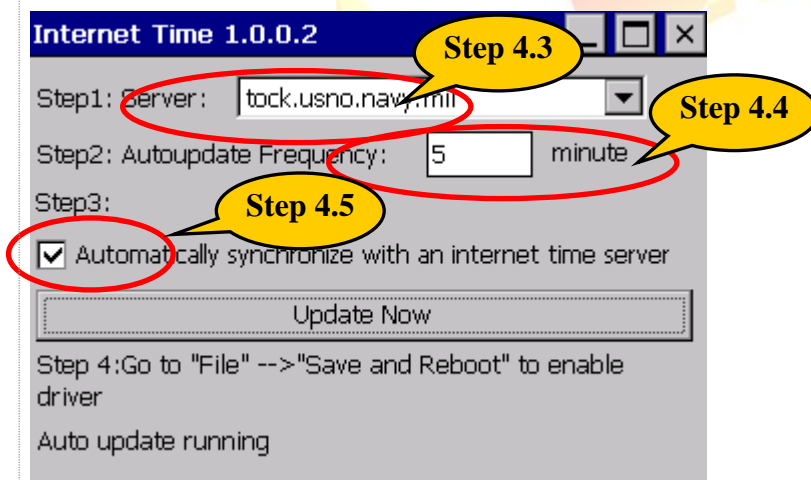 Internet Time 1.0.0.2
Step 4.3
Step1: Server: tock.usno.navy.mil
Step 4.4
Step2: Autoupdate Frequency: 5 minute
Step3:
Step 4.5
Automatically synchronize with an internet time server
Update Now
Step 4:Go to "File" -->"Save and Reboot" to enable
driver
Auto update running